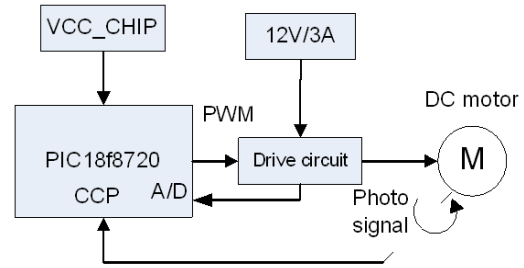 VCC_CHIP
12V/3A
DC motor
PWM
PIC18f8720
Drive circuit
M
CCP
A/D
Photo
signal